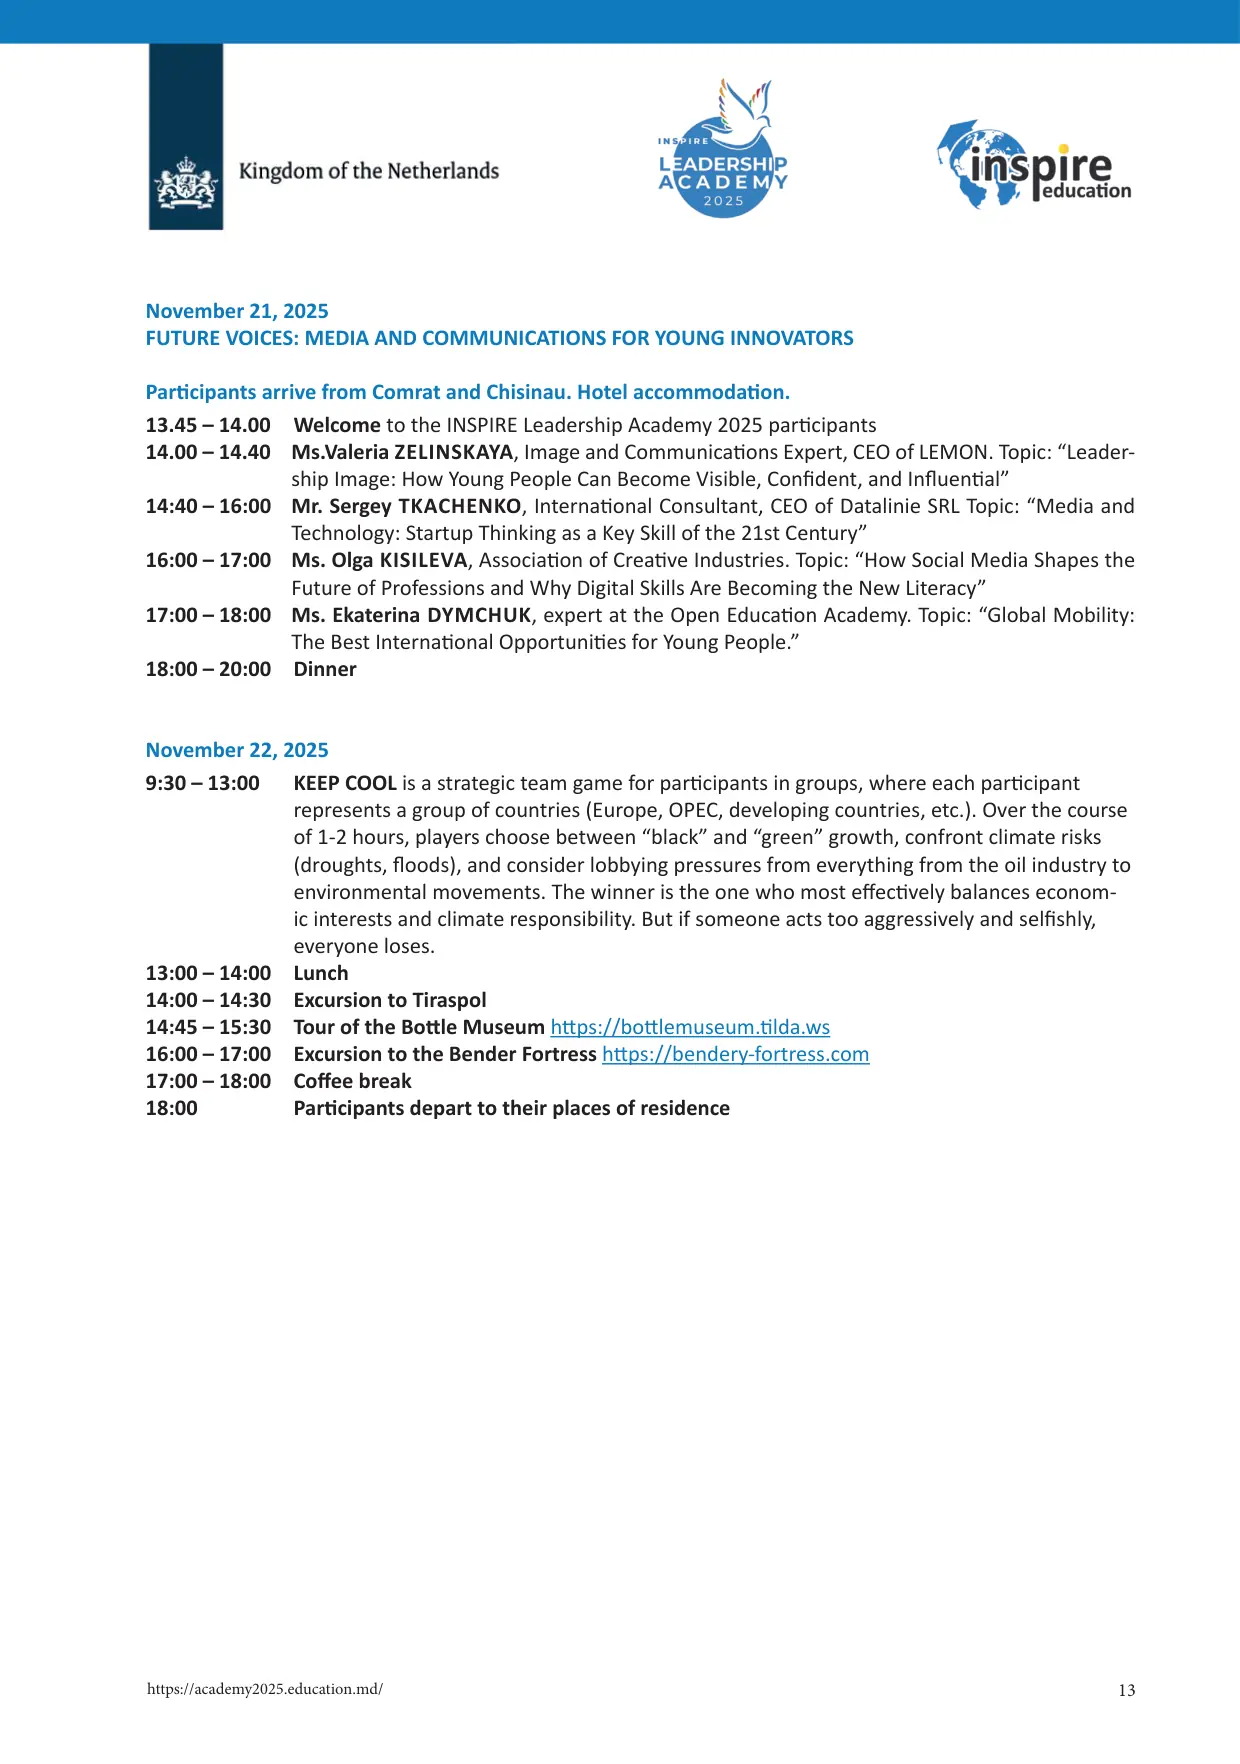 Kingdom of the Netherlands
INSPIRE
LEADERSHIP
ACADEMY
2025
inspire
education
November 21, 2025
FUTURE VOICES: MEDIA AND COMMUNICATIONS FOR YOUNG INNOVATORS
Participants arrive from Comrat and Chisinau. Hotel accommodation.
13.45 – 14.00 Welcome to the INSPIRE Leadership Academy 2025 participants
14.00 – 14.40 Ms.Valeria ZELINSKAYA, Image and Communications Expert, CEO of LEMON. Topic: “Leader-
ship Image: How Young People Can Become Visible, Confident, and Influential”
14:40 – 16:00 Mr. Sergey TKACHENKO, International Consultant, CEO of Datalinie SRL Topic: “Media and
Technology: Startup Thinking as a Key Skill of the 21st Century”
16:00 – 17:00 Ms. Olga KISILEVA, Association of Creative Industries. Topic: “How Social Media Shapes the
Future of Professions and Why Digital Skills Are Becoming the New Literacy”
17:00 – 18:00 Ms. Ekaterina DYMCHUK, expert at the Open Education Academy. Topic: “Global Mobility:
The Best International Opportunities for Young People.”
18:00 – 20:00 Dinner
November 22, 2025
9:30 – 13:00 KEEP COOL is a strategic team game for participants in groups, where each participant
represents a group of countries (Europe, OPEC, developing countries, etc.). Over the course
of 1-2 hours, players choose between “black” and “green” growth, confront climate risks
(droughts, floods), and consider lobbying pressures from everything from the oil industry to
environmental movements. The winner is the one who most effectively balances econom-
ic interests and climate responsibility. But if someone acts too aggressively and selfishly,
everyone loses.
13:00 – 14:00 Lunch
14:00 – 14:30 Excursion to Tiraspol
14:45 – 15:30 Tour of the Bottle Museum https://bottlemuseum.tilda.ws
16:00 – 17:00 Excursion to the Bender Fortress https://bendery-fortress.com
17:00 – 18:00 Coffee break
18:00 Participants depart to their places of residence
https://academy2025.education.md/
13